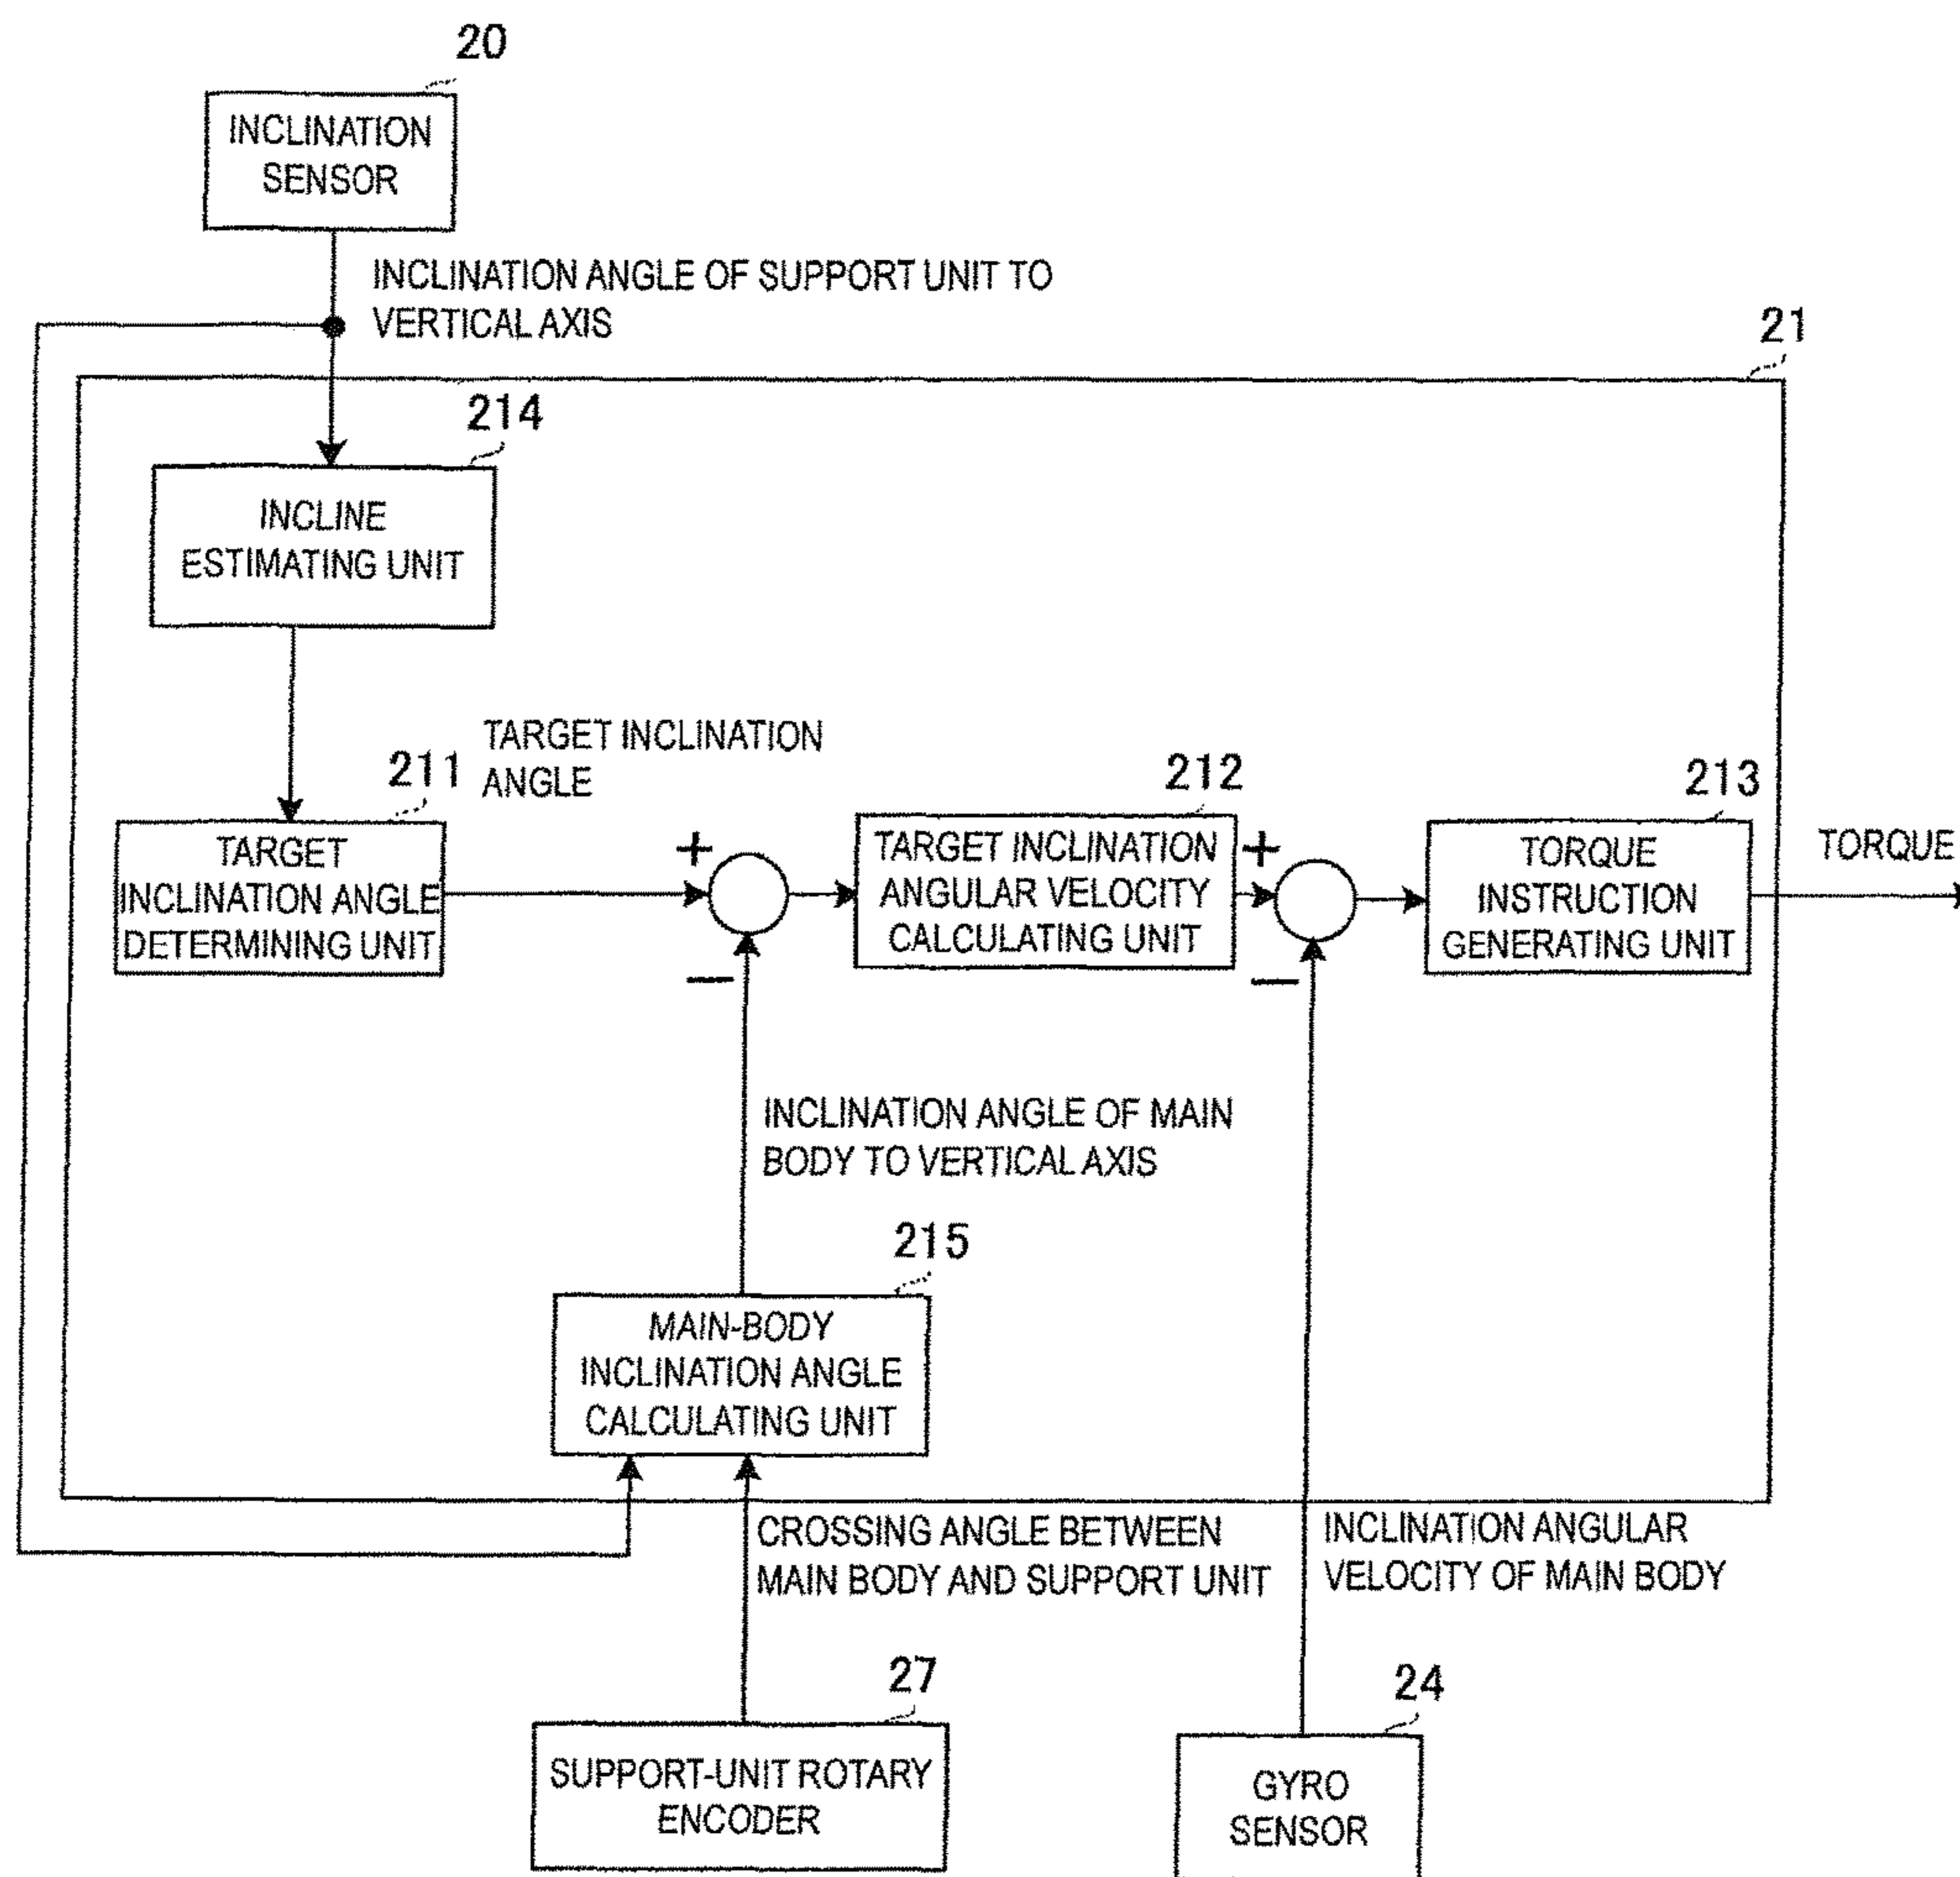 20
INCLINATION
SENSOR
INCLINATION ANGLE OF SUPPORT UNIT TO
VERTICAL AXIS
21
214
INCLINE
ESTIMATING UNIT
TARGET INCLINATION
ANGLE
211
TARGET
INCLINATION ANGLE
DETERMINING UNIT
+
−
212
TARGET INCLINATION
ANGULAR VELOCITY
CALCULATING UNIT
+
−
213
TORQUE
INSTRUCTION
GENERATING UNIT
TORQUE
INCLINATION ANGLE OF MAIN
BODY TO VERTICAL AXIS
215
MAIN-BODY
INCLINATION ANGLE
CALCULATING UNIT
CROSSING ANGLE BETWEEN
MAIN BODY AND SUPPORT UNIT
INCLINATION ANGULAR
VELOCITY OF MAIN BODY
27
SUPPORT-UNIT ROTARY
ENCODER
24
GYRO
SENSOR